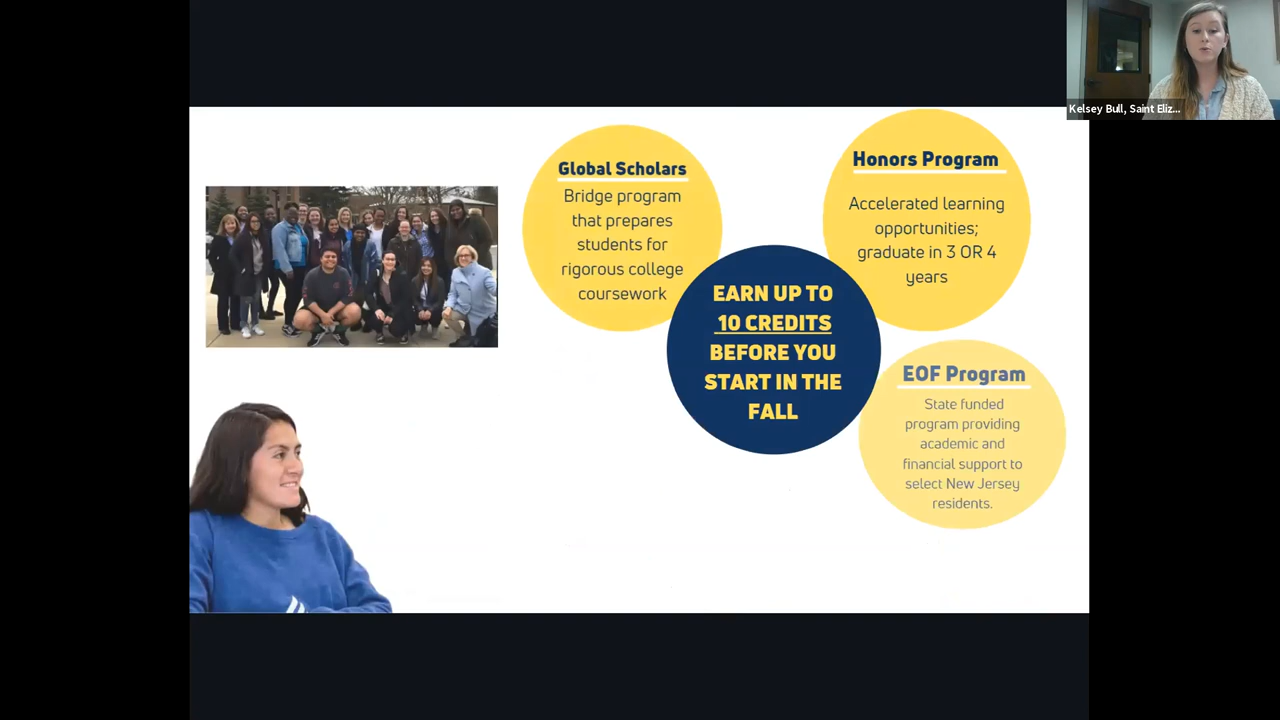 Kelsey Bull, Saint Eliz...
Global Scholars
Bridge program
that prepares
students for
rigorous college
coursework
Honors Program
Accelerated learning
opportunities;
graduate in 3 OR 4
years
EARN UP TO
10 CREDITS
BEFORE YOU
START IN THE
FALL
EOF Program
State funded
program providing
academic and
financial support to
select New Jersey
residents.